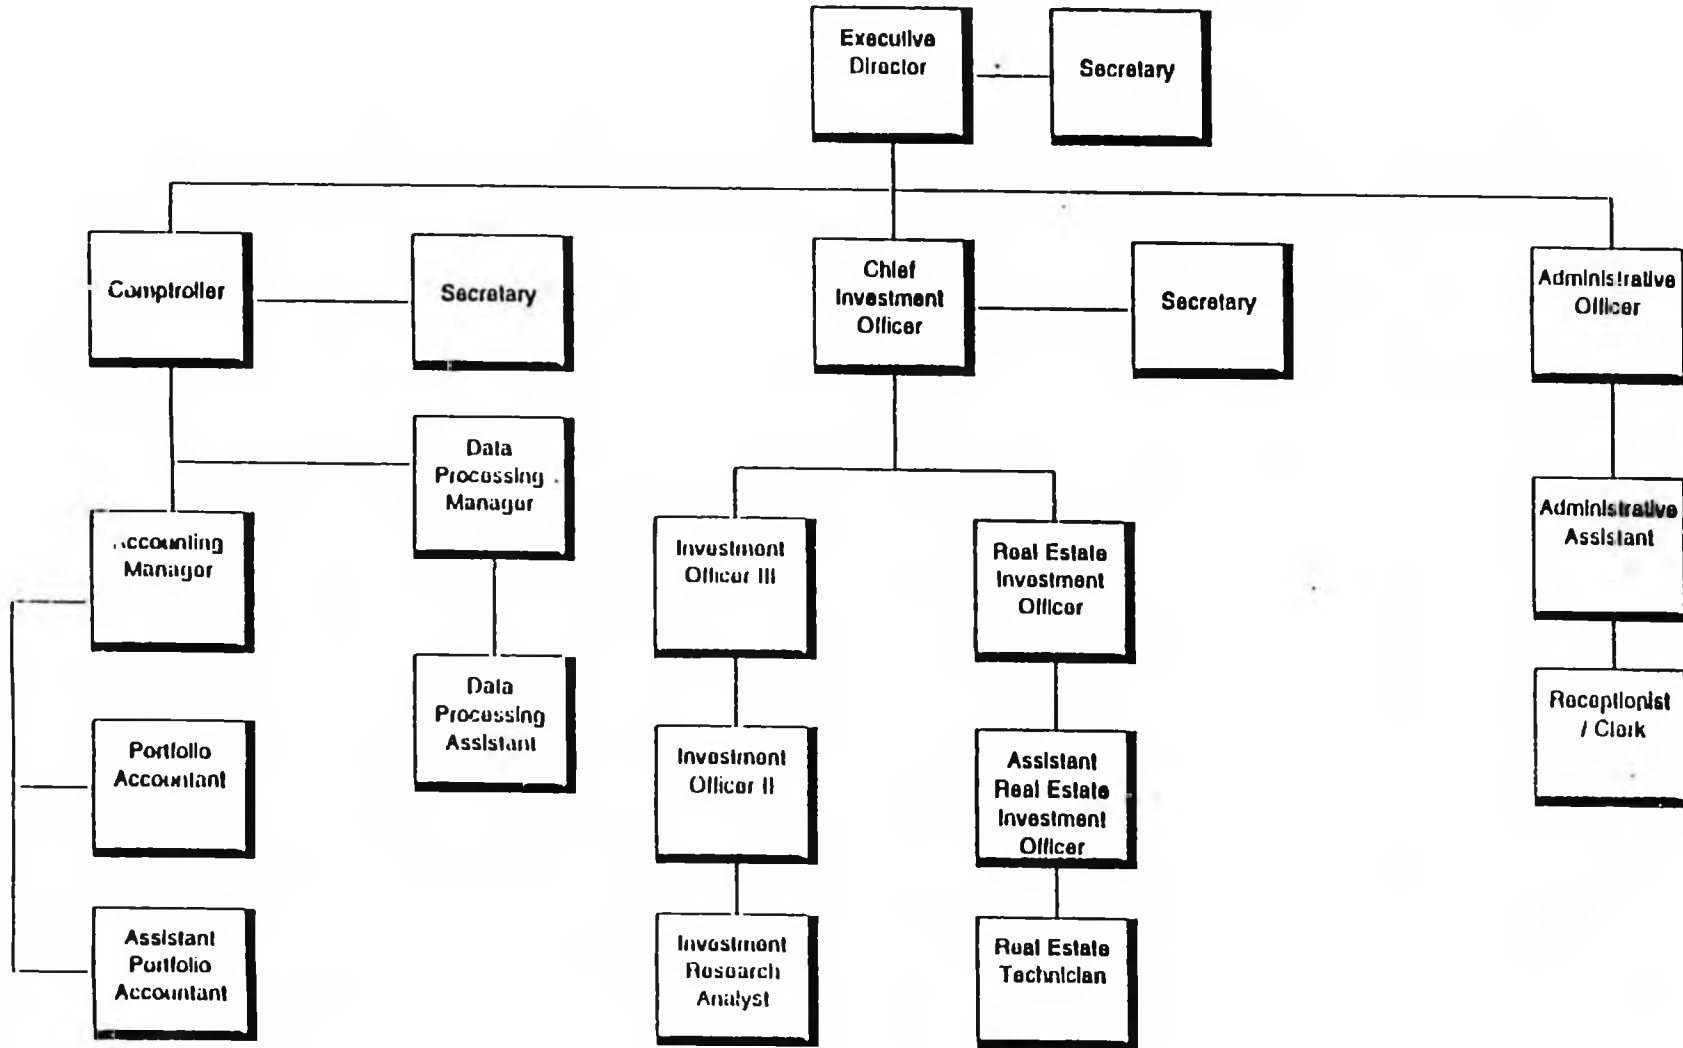 Executive
Director
Secretary
Comptroller
Secretary
Chief
Investment
Officer
Secretary
Administrative
Officer
Data
Processing
Manager
Accounting
Manager
Investment
Officer III
Real Estate
Investment
Officer
Administrative
Assistant
Data
Processing
Assistant
Receptionist
/ Clerk
Portfolio
Accountant
Investment
Officer II
Assistant
Real Estate
Investment
Officer
Assistant
Portfolio
Accountant
Investment
Research
Analyst
Real Estate
Technician